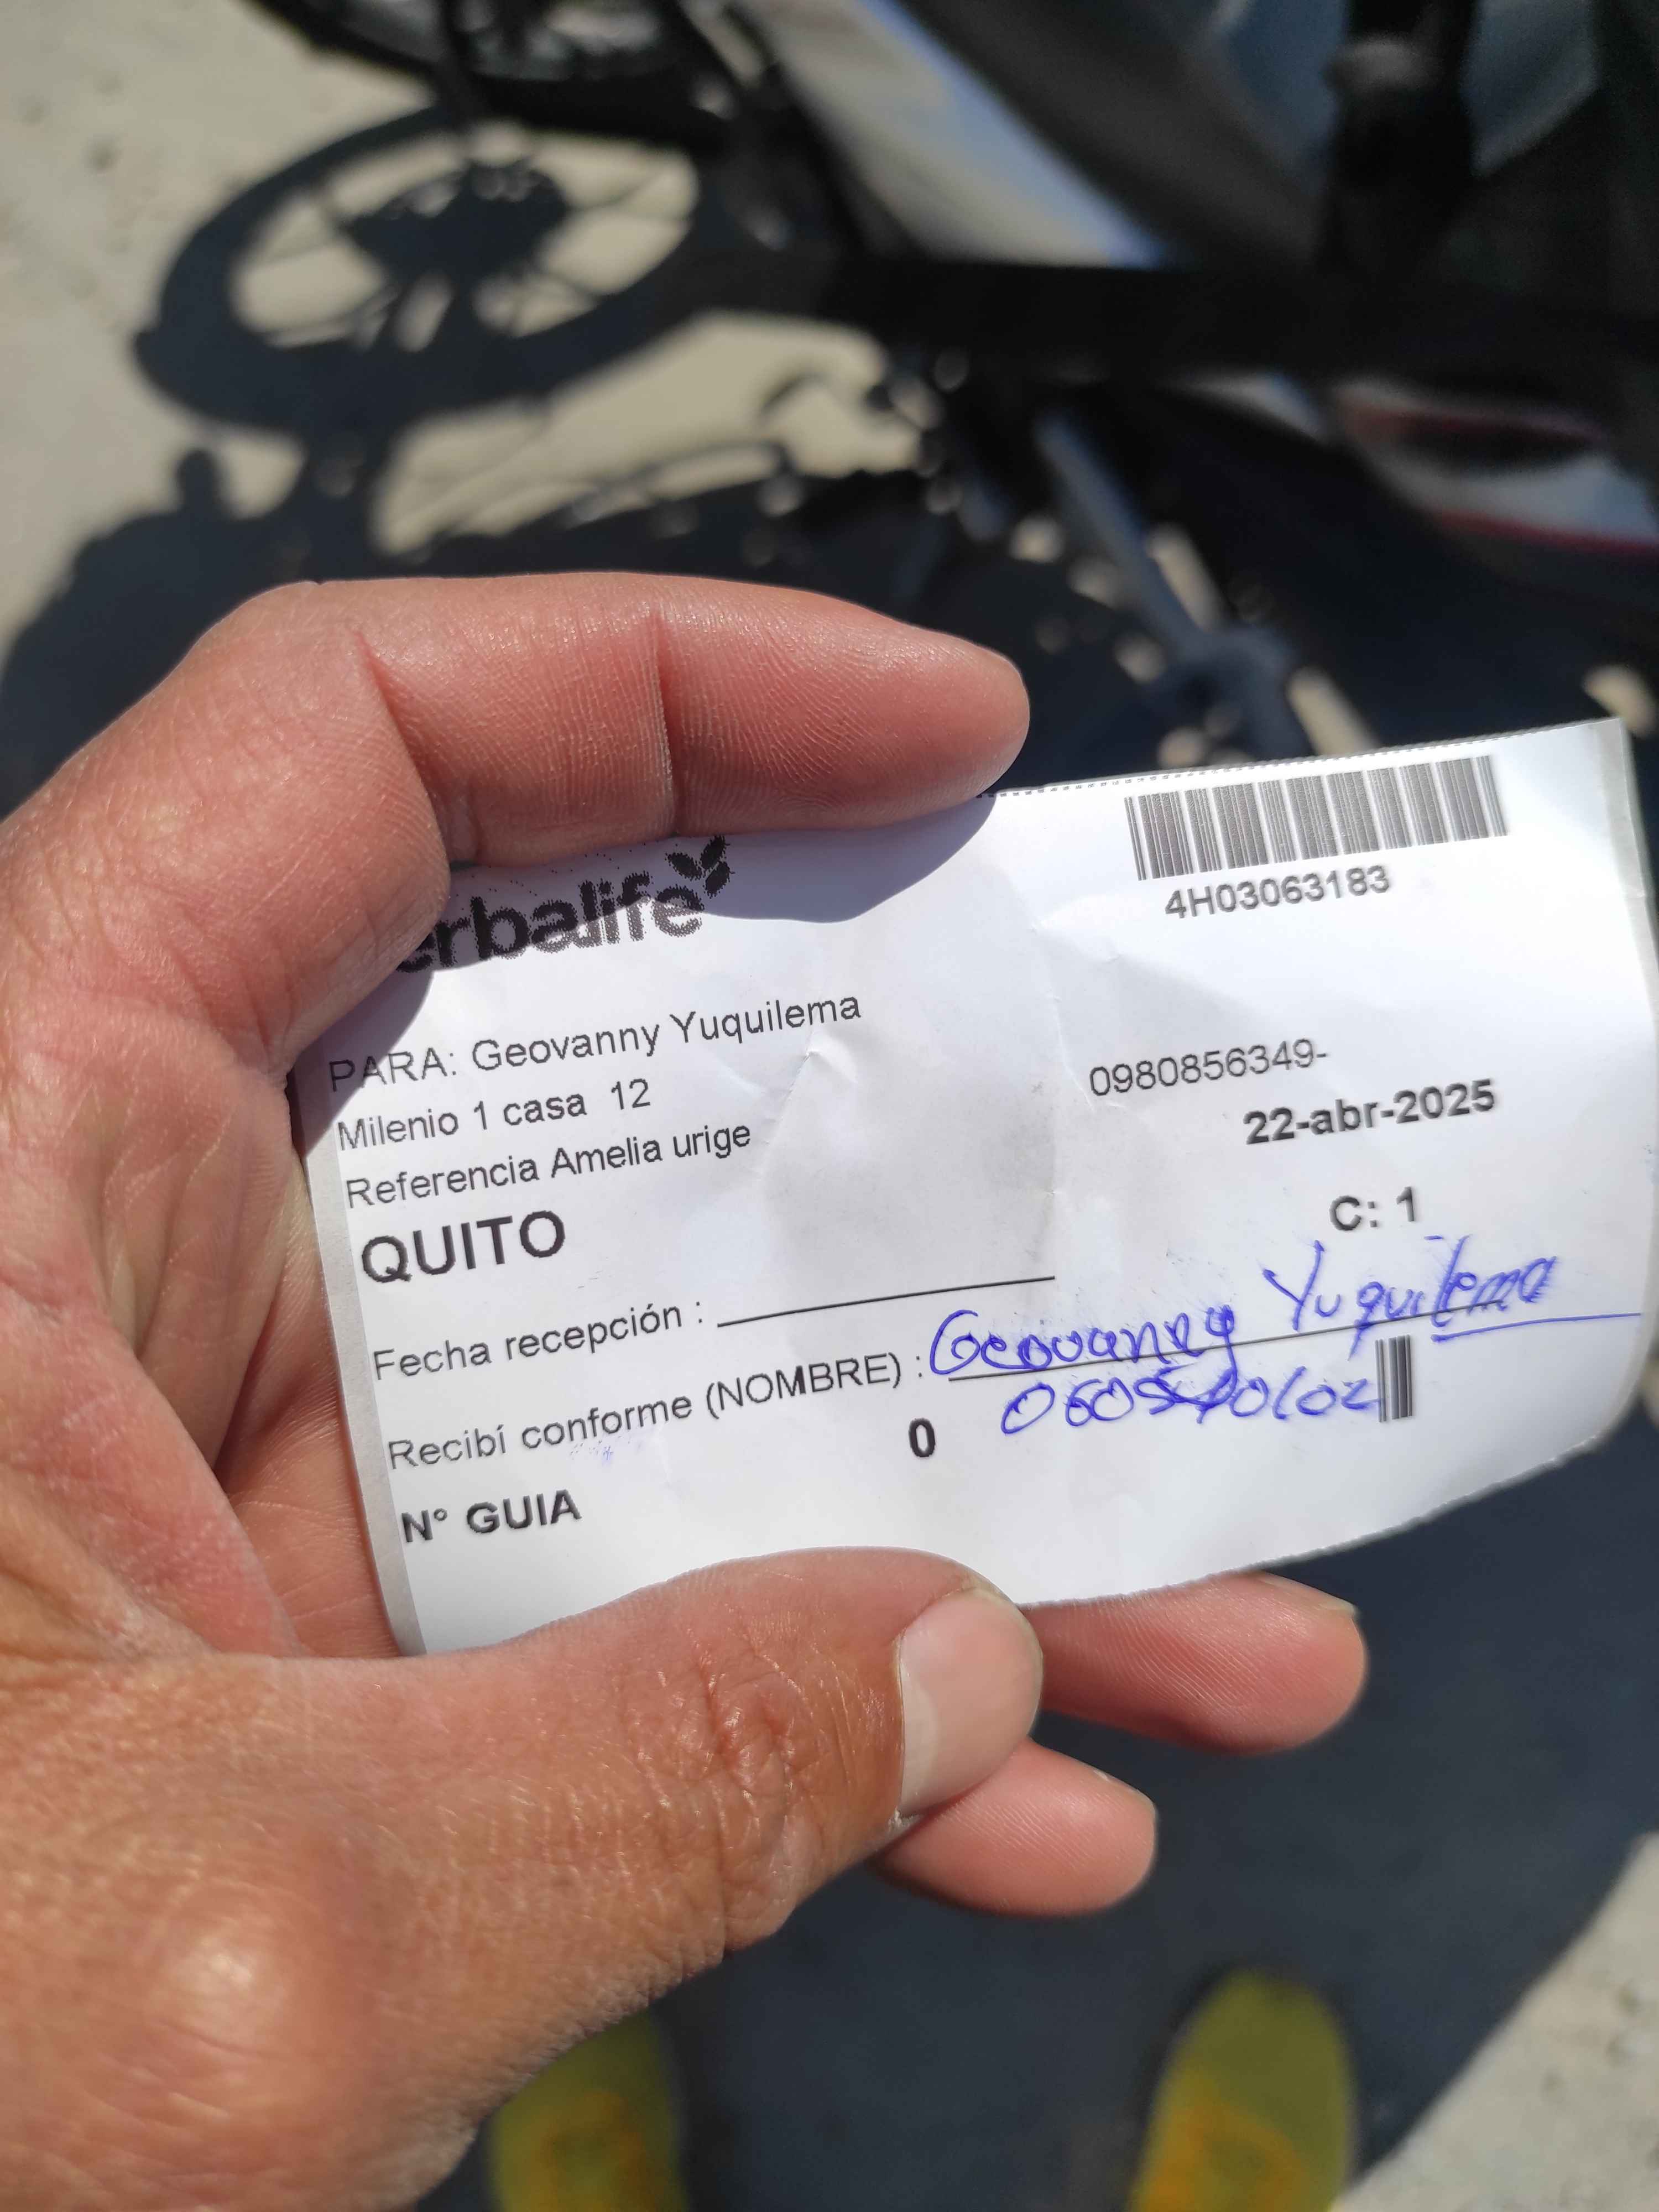 erbalife
4H03063183
PARA: Geovanny Yuquilema
0980856349-
Milenio 1 casa 12
22-abr-2025
Referencia Amelia urige
QUITO
C: 1
Fecha recepción :
Recibí conforme (NOMBRE) : Geovanny Yuquilema
N° GUIA 0